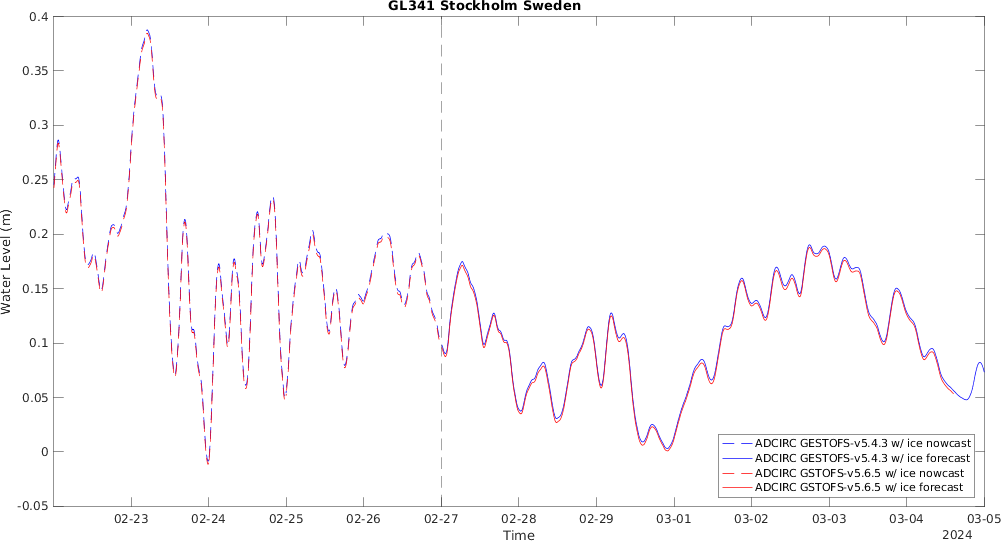 GL341 Stockholm Sweden
0.4
0.35
0.3
0.25
0.2
0.15
0.1
0.05
0
-0.05
Water Level (m)
ADCIRC GESTOFS-v5.4.3 w/ ice nowcast
ADCIRC GESTOFS-v5.4.3 w/ ice forecast
ADCIRC GSTOFS-v5.6.5 w/ ice nowcast
ADCIRC GSTOFS-v5.6.5 w/ ice forecast
02-23 02-24 02-25 02-26 02-27 02-28 02-29 03-01 03-02 03-03 03-04 03-05
Time
2024